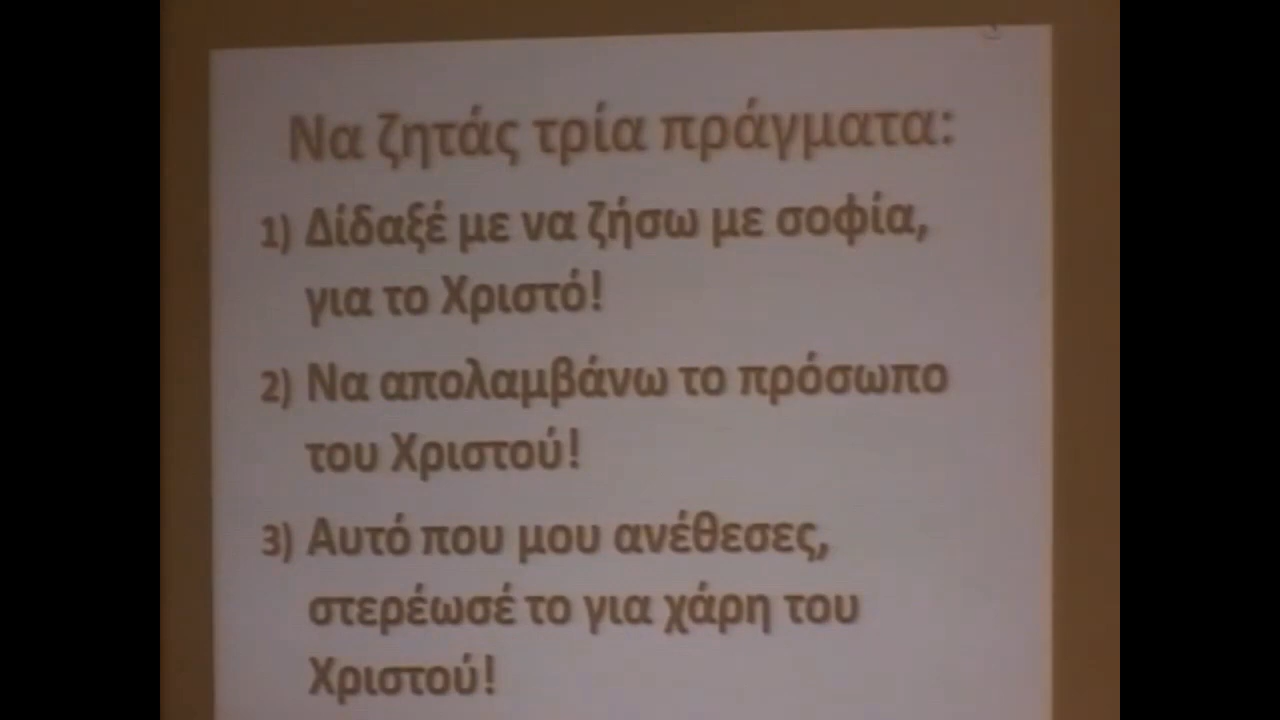 Να ζητάς τρία πράγματα:
1) Δίδαξέ με να ζήσω με σοφία,
για το Χριστό!
2) Να απολαμβάνω το πρόσωπο
του Χριστού!
3) Αυτό που μου ανέθεσες,
στερέωσέ το για χάρη του
Χριστού!